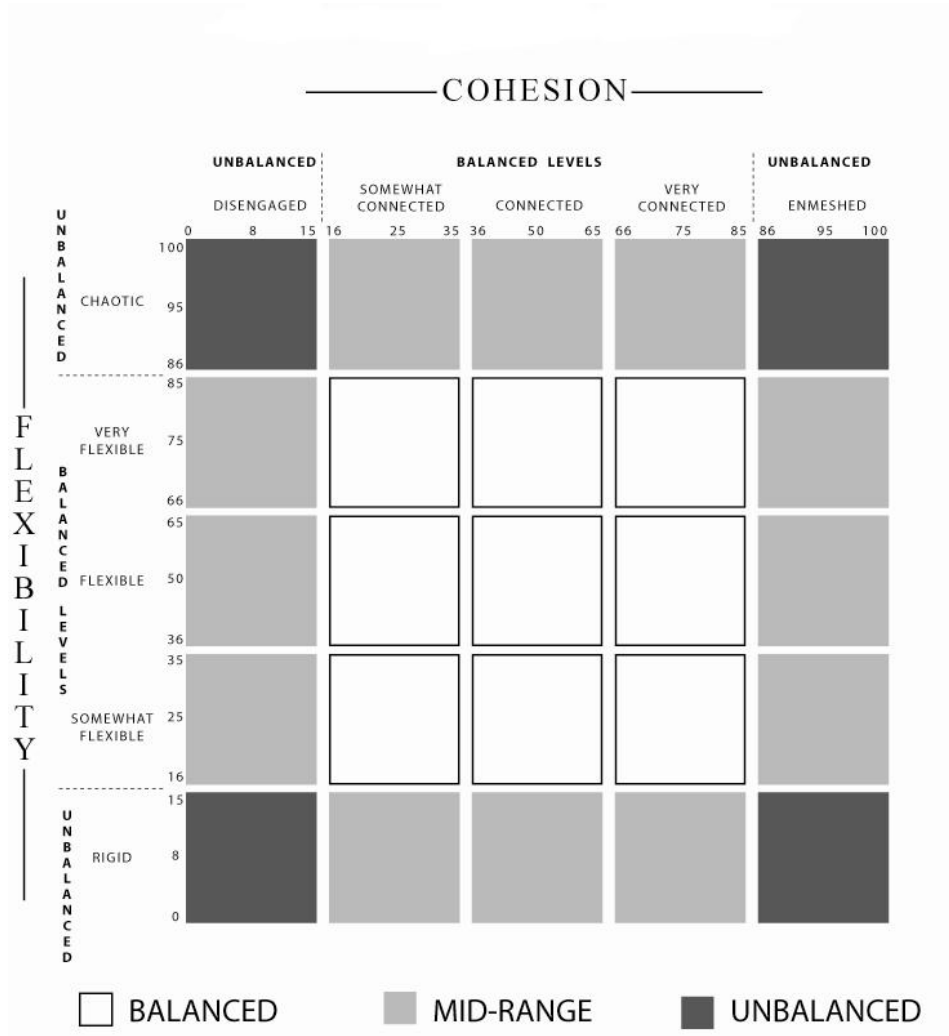 COHESION
UNBALANCED
BALANCED LEVELS
UNBALANCED
DISENGAGED
SOMEWHAT
CONNECTED
CONNECTED
VERY
CONNECTED
ENMESHED
0 8 15 16 25 35 36 50 65 66 75 85 86 95 100
FLEXIBILITY
UNBALANCED
CHAOTIC
100
95
86
BALANCED LEVELS
VERY
FLEXIBLE
85
75
66
FLEXIBLE
65
50
36
SOMEWHAT
FLEXIBLE
35
25
16
UNBALANCED
RIGID
15
8
0
BALANCED
MID-RANGE
UNBALANCED